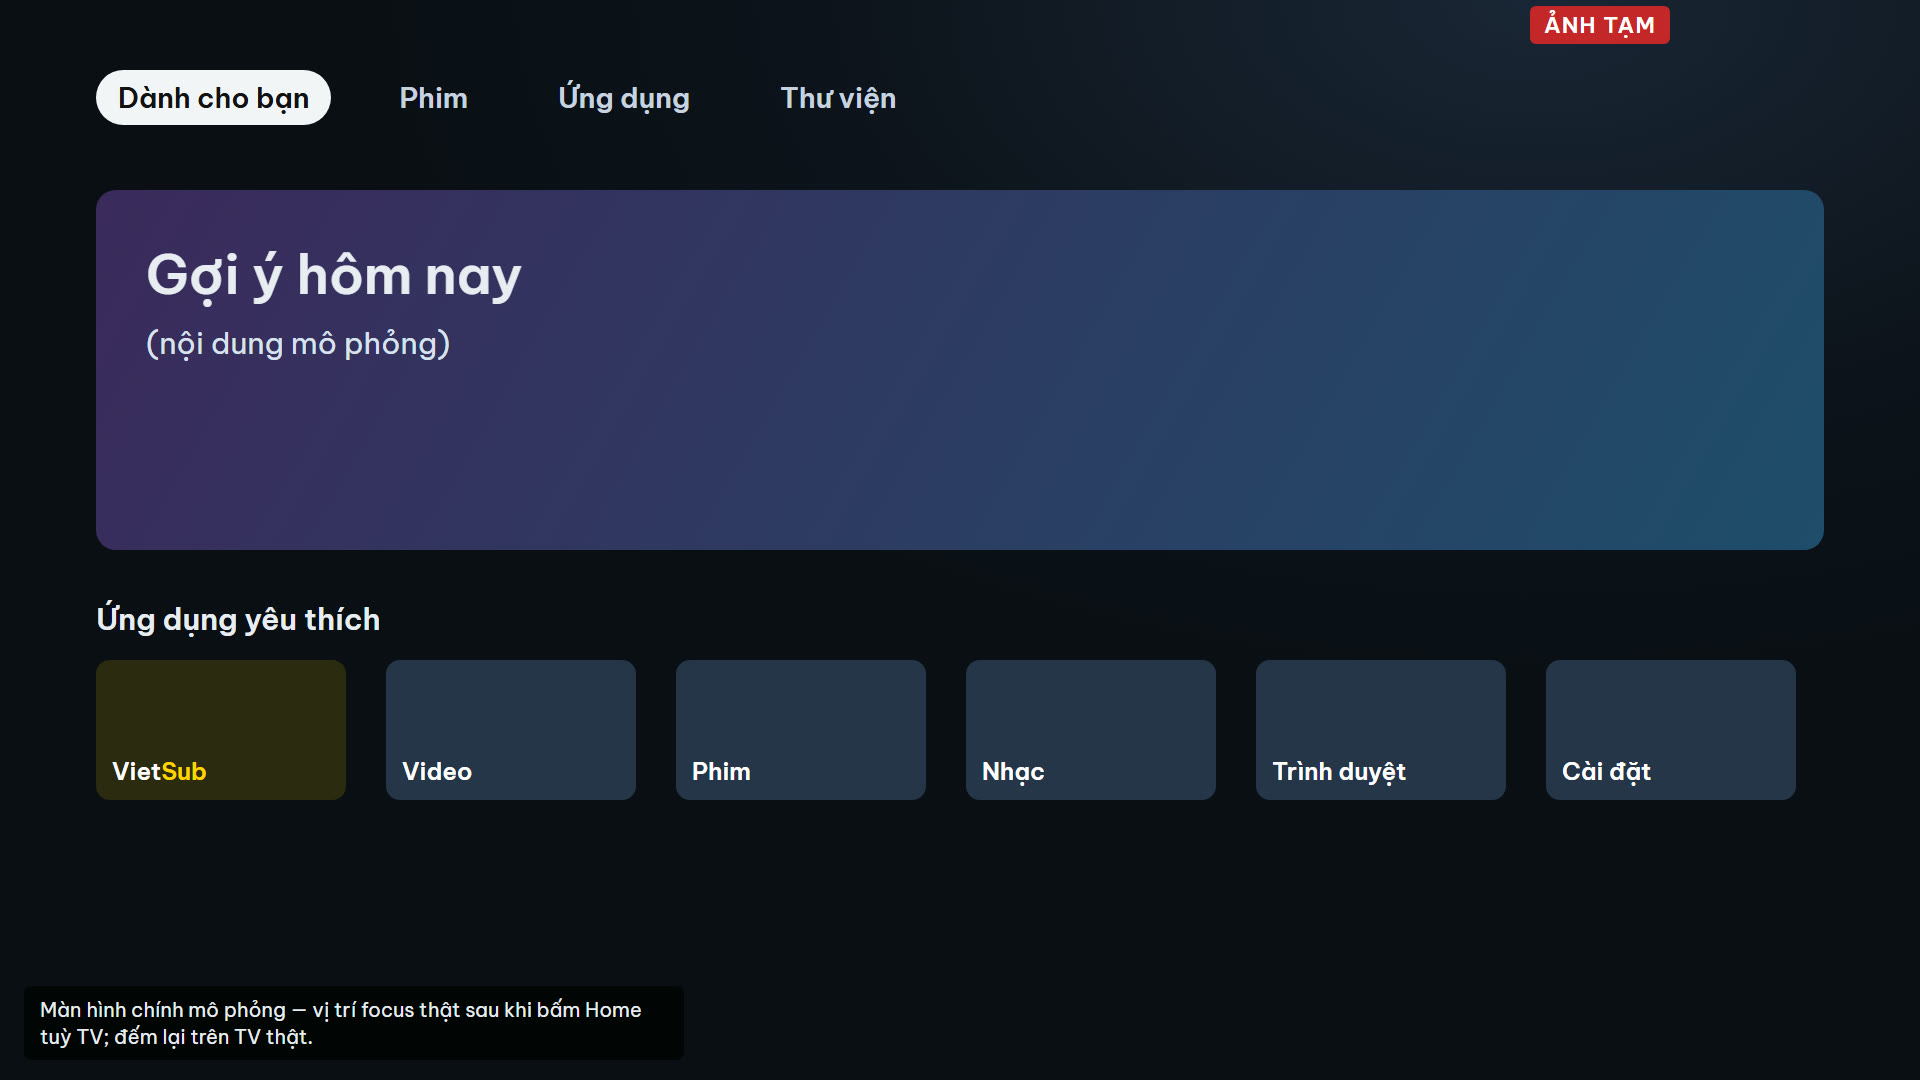 ẢNH TẠM
Dành cho bạn
Phim
Ứng dụng
Thư viện
Gợi ý hôm nay
(nội dung mô phỏng)
Ứng dụng yêu thích
VietSub
Video
Phim
Nhạc
Trình duyệt
Cài đặt
Màn hình chính mô phỏng — vị trí focus thật sau khi bấm Home
tuỳ TV; đếm lại trên TV thật.